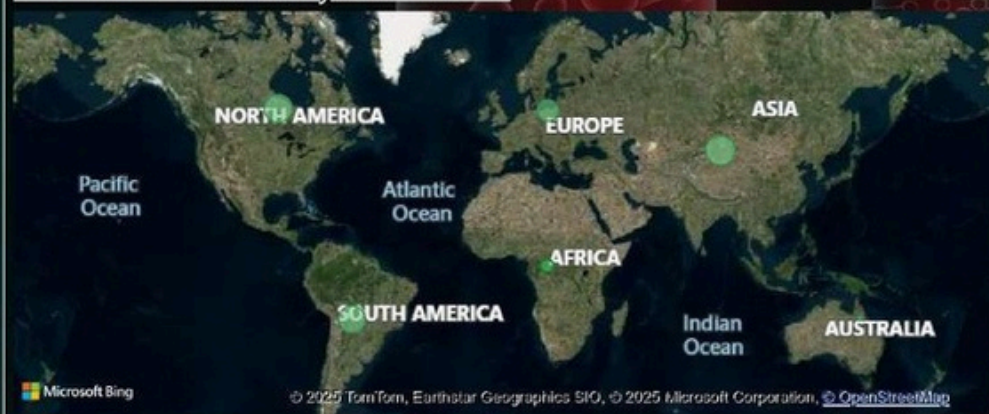 NORTH AMERICA
EUROPE
ASIA
Pacific
Ocean
Atlantic
Ocean
AFRICA
SOUTH AMERICA
Indian
Ocean
AUSTRALIA
Microsoft Bing
© 2025 TomTom, Earthstar Geographics SIO, © 2025 Microsoft Corporation, © OpenStreetMap